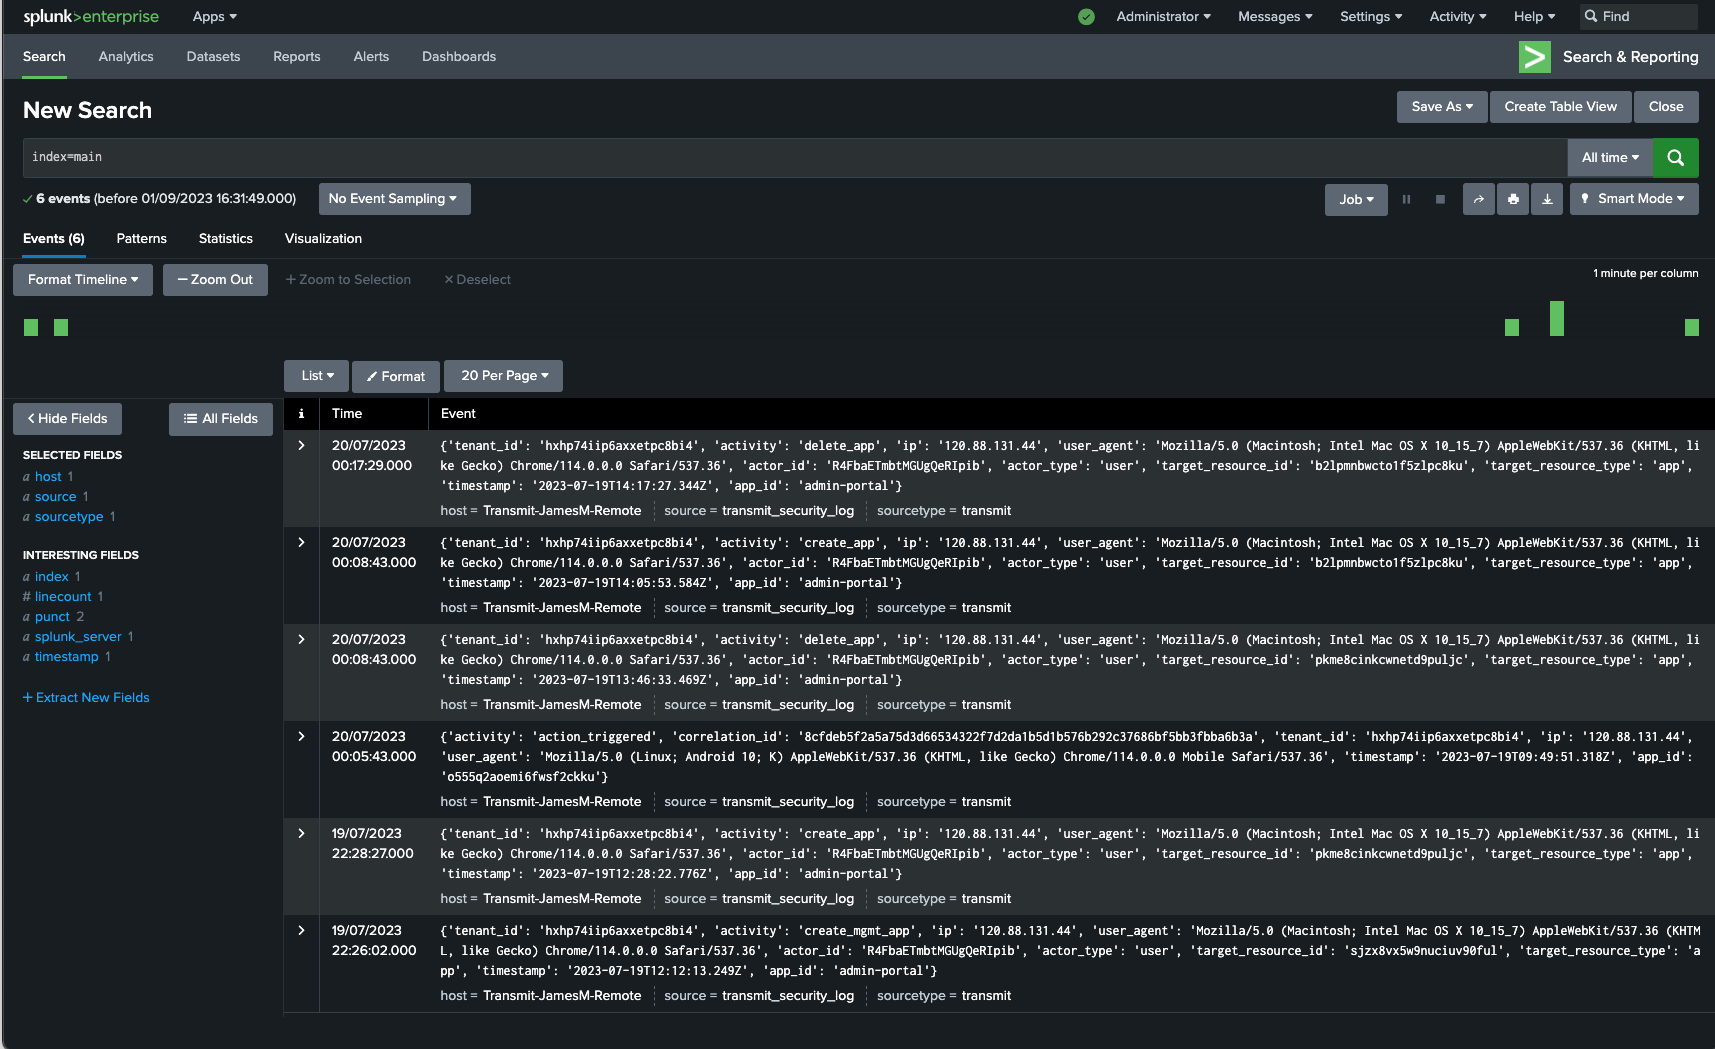 splunk>enterprise Apps Administrator Messages Settings Activity Help Find
Search Analytics Datasets Reports Alerts Dashboards Search & Reporting
New Search Save As Create Table View Close
index=main All time
6 events (before 01/09/2023 16:31:49.000) No Event Sampling Job Smart Mode
Events (6) Patterns Statistics Visualization
Format Timeline — Zoom Out + Zoom to Selection × Deselect 1 minute per column
List Format 20 Per Page
< Hide Fields All Fields i Time Event
SELECTED FIELDS
a host 1
a source 1
a sourcetype 1
INTERESTING FIELDS
a index 1
# linecount 1
a punct 2
a splunk_server 1
a timestamp 1
+ Extract New Fields
> 20/07/2023 {'tenant_id': 'hxhp74iip6axxetpc8bi4', 'activity': 'delete_app', 'ip': '120.88.131.44', 'user_agent': 'Mozilla/5.0 (Macintosh; Intel Mac OS X 10_15_7) AppleWebKit/537.36 (KHTML, li
00:17:29.000 ke Gecko) Chrome/114.0.0.0 Safari/537.36', 'actor_id': 'R4FbaETmbtMGUgQeRIpib', 'actor_type': 'user', 'target_resource_id': 'b2lpmnbwcto1f5zlpc8ku', 'target_resource_type': 'app',
'timestamp': '2023-07-19T14:17:27.344Z', 'app_id': 'admin-portal'}
host = Transmit-JamesM-Remote source = transmit_security_log sourcetype = transmit
> 20/07/2023 {'tenant_id': 'hxhp74iip6axxetpc8bi4', 'activity': 'create_app', 'ip': '120.88.131.44', 'user_agent': 'Mozilla/5.0 (Macintosh; Intel Mac OS X 10_15_7) AppleWebKit/537.36 (KHTML, li
00:08:43.000 ke Gecko) Chrome/114.0.0.0 Safari/537.36', 'actor_id': 'R4FbaETmbtMGUgQeRIpib', 'actor_type': 'user', 'target_resource_id': 'b2lpmnbwcto1f5zlpc8ku', 'target_resource_type': 'app',
'timestamp': '2023-07-19T14:05:53.584Z', 'app_id': 'admin-portal'}
host = Transmit-JamesM-Remote source = transmit_security_log sourcetype = transmit
> 20/07/2023 {'tenant_id': 'hxhp74iip6axxetpc8bi4', 'activity': 'delete_app', 'ip': '120.88.131.44', 'user_agent': 'Mozilla/5.0 (Macintosh; Intel Mac OS X 10_15_7) AppleWebKit/537.36 (KHTML, li
00:08:43.000 ke Gecko) Chrome/114.0.0.0 Safari/537.36', 'actor_id': 'R4FbaETmbtMGUgQeRIpib', 'actor_type': 'user', 'target_resource_id': 'pkme8cinkcwnetd9puljc', 'target_resource_type': 'app',
'timestamp': '2023-07-19T13:46:33.469Z', 'app_id': 'admin-portal'}
host = Transmit-JamesM-Remote source = transmit_security_log sourcetype = transmit
> 20/07/2023 {'activity': 'action_triggered', 'correlation_id': '8cfdeb5f2a5a75d3d66534322f7d2da1b5d1b576b292c37686bf5bb3fbba6b3a', 'tenant_id': 'hxhp74iip6axxetpc8bi4', 'ip': '120.88.131.44',
00:05:43.000 'user_agent': 'Mozilla/5.0 (Linux; Android 10; K) AppleWebKit/537.36 (KHTML, like Gecko) Chrome/114.0.0.0 Mobile Safari/537.36', 'timestamp': '2023-07-19T09:49:51.318Z', 'app_id':
'o555q2aoemi6fwsf2ckku'}
host = Transmit-JamesM-Remote source = transmit_security_log sourcetype = transmit
> 19/07/2023 {'tenant_id': 'hxhp74iip6axxetpc8bi4', 'activity': 'create_app', 'ip': '120.88.131.44', 'user_agent': 'Mozilla/5.0 (Macintosh; Intel Mac OS X 10_15_7) AppleWebKit/537.36 (KHTML, li
22:28:27.000 ke Gecko) Chrome/114.0.0.0 Safari/537.36', 'actor_id': 'R4FbaETmbtMGUgQeRIpib', 'actor_type': 'user', 'target_resource_id': 'pkme8cinkcwnetd9puljc', 'target_resource_type': 'app',
'timestamp': '2023-07-19T12:28:22.776Z', 'app_id': 'admin-portal'}
host = Transmit-JamesM-Remote source = transmit_security_log sourcetype = transmit
> 19/07/2023 {'tenant_id': 'hxhp74iip6axxetpc8bi4', 'activity': 'create_mgmt_app', 'ip': '120.88.131.44', 'user_agent': 'Mozilla/5.0 (Macintosh; Intel Mac OS X 10_15_7) AppleWebKit/537.36 (KHTM
22:26:02.000 L, like Gecko) Chrome/114.0.0.0 Safari/537.36', 'actor_id': 'R4FbaETmbtMGUgQeRIpib', 'actor_type': 'user', 'target_resource_id': 'sjzx8vx5w9nuciuv90ful', 'target_resource_type': 'a
pp', 'timestamp': '2023-07-19T12:12:13.249Z', 'app_id': 'admin-portal'}
host = Transmit-JamesM-Remote source = transmit_security_log sourcetype = transmit